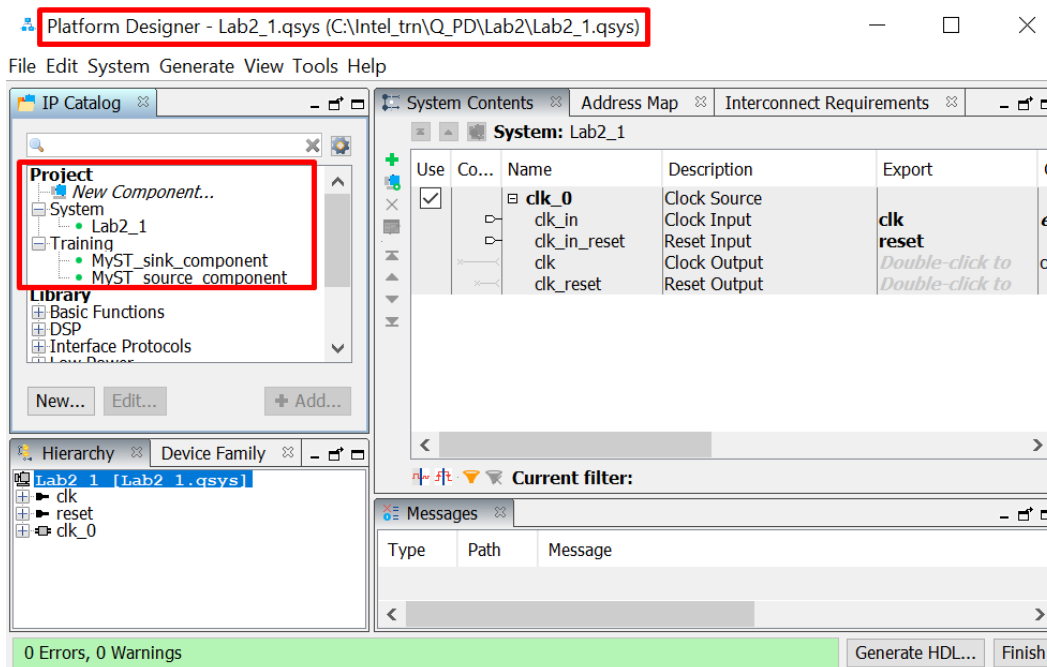 Platform Designer - Lab2_1.qsys (C:\Intel_trn\Q_PD\Lab2\Lab2_1.qsys)
File Edit System Generate View Tools Help
IP Catalog
Project
New Component...
System
Lab2_1
Training
MyST_sink_component
MyST_source_component
Library
Basic Functions
DSP
Interface Protocols
Low Power
New... Edit... Add...
Hierarchy Device Family
Lab2_1 [Lab2_1.qsys]
clk
reset
clk_0
System Contents Address Map Interconnect Requirements
System: Lab2_1
Use Co... Name Description Export
clk_0 Clock Source
clk_in Clock Input clk
clk_in_reset Reset Input reset
clk Clock Output Double-click to
clk_reset Reset Output Double-click to
Current filter:
Messages
Type Path Message
0 Errors, 0 Warnings
Generate HDL... Finish